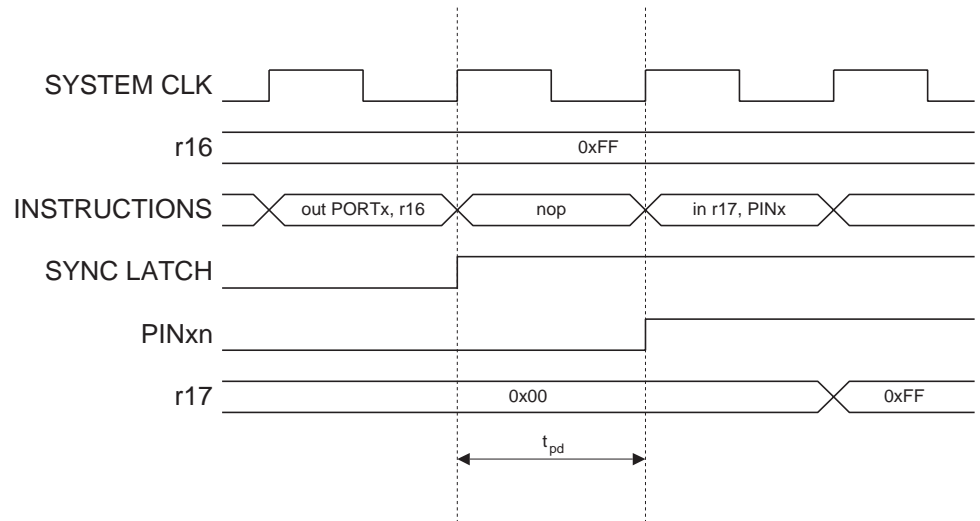 SYSTEM CLK
r16
0xFF
INSTRUCTIONS
out PORTx, r16
nop
in r17, PINx
SYNC LATCH
PINxn
r17
0x00
0xFF
tpd